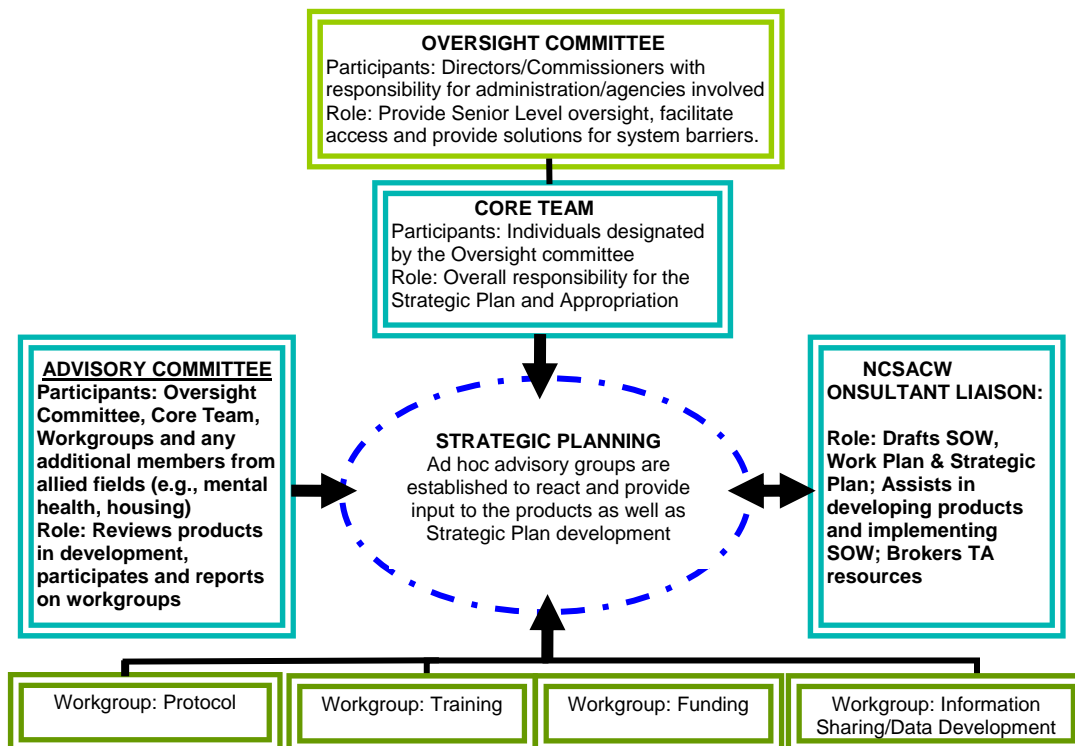 OVERSIGHT COMMITTEE
Participants: Directors/Commissioners with
responsibility for administration/agencies involved
Role: Provide Senior Level oversight, facilitate
access and provide solutions for system barriers.
CORE TEAM
Participants: Individuals designated
by the Oversight committee
Role: Overall responsibility for the
Strategic Plan and Appropriation
ADVISORY COMMITTEE
Participants: Oversight
Committee, Core Team,
Workgroups and any
additional members from
allied fields (e.g., mental
health, housing)
Role: Reviews products
in development,
participates and reports
on workgroups
STRATEGIC PLANNING
Ad hoc advisory groups are
established to react and provide
input to the products as well as
Strategic Plan development
NCSACW
ONSULTANT LIAISON:
Role: Drafts SOW,
Work Plan & Strategic
Plan; Assists in
developing products
and implementing
SOW; Brokers TA
resources
Workgroup: Protocol
Workgroup: Training
Workgroup: Funding
Workgroup: Information
Sharing/Data Development